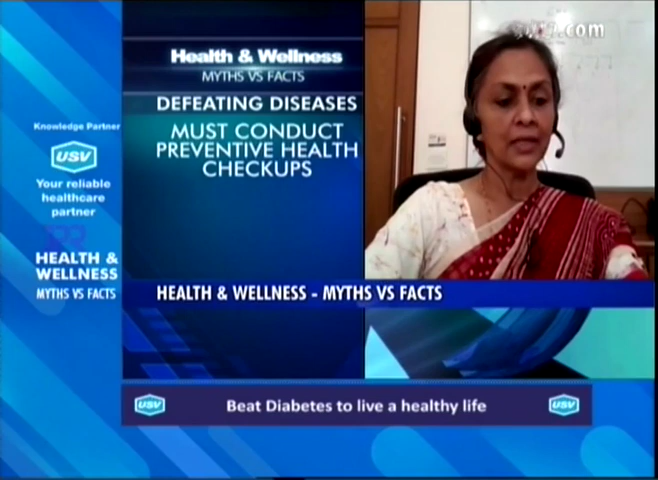 Health & Wellness
MYTHS VS FACTS
DEFEATING DISEASES
MUST CONDUCT
PREVENTIVE HEALTH
CHECKUPS
Knowledge Partner
USV
Your reliable
healthcare
partner
HEALTH &
WELLNESS
MYTHS VS FACTS
.com
HEALTH & WELLNESS - MYTHS VS FACTS
USV
Beat Diabetes to live a healthy life
USV